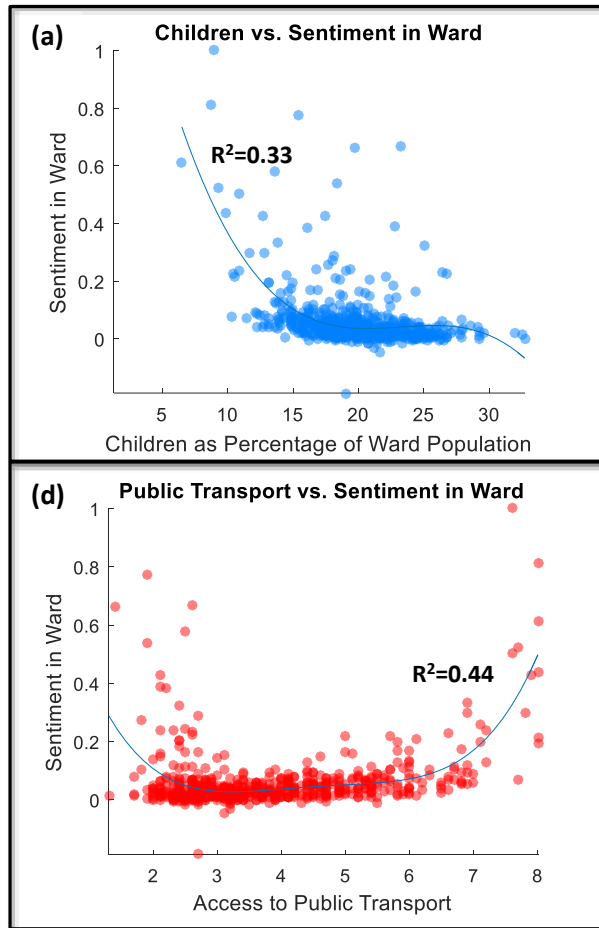 (a)
Children vs. Sentiment in Ward
1
0.8
0.6
0.4
0.2
0
Sentiment in Ward
R²=0.33
5 10 15 20 25 30
Children as Percentage of Ward Population
(d)
Public Transport vs. Sentiment in Ward
1
0.8
0.6
0.4
0.2
0
Sentiment in Ward
R²=0.44
2 3 4 5 6 7 8
Access to Public Transport